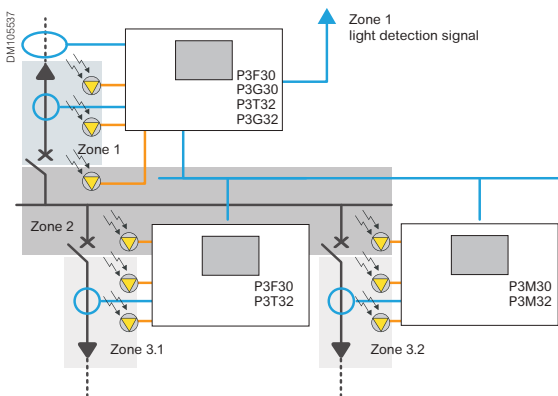 DM105537
Zone 1
light detection signal
P3F30
P3G30
P3T32
P3G32
Zone 1
Zone 2
P3F30
P3T32
P3M30
P3M32
Zone 3.1
Zone 3.2